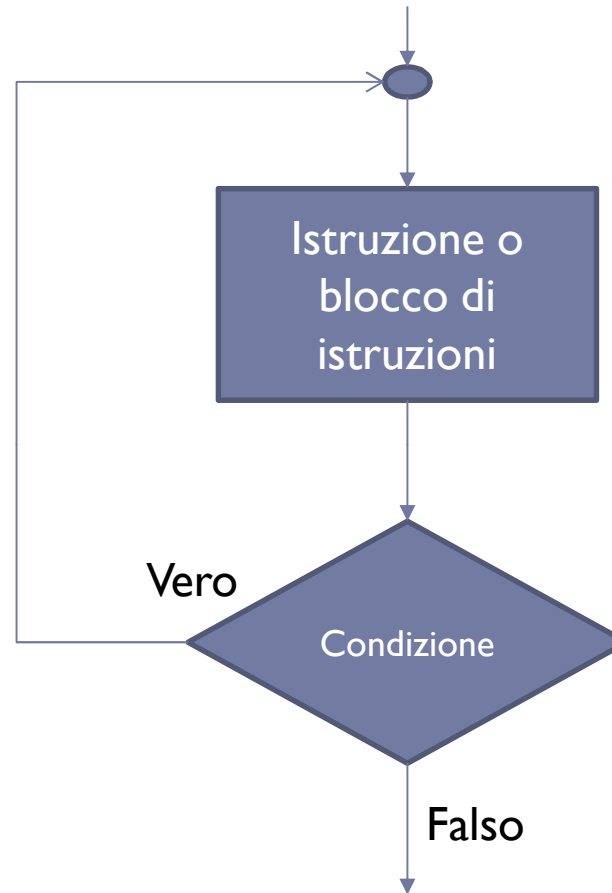 Istruzione o
blocco di
istruzioni
Vero
Condizione
Falso